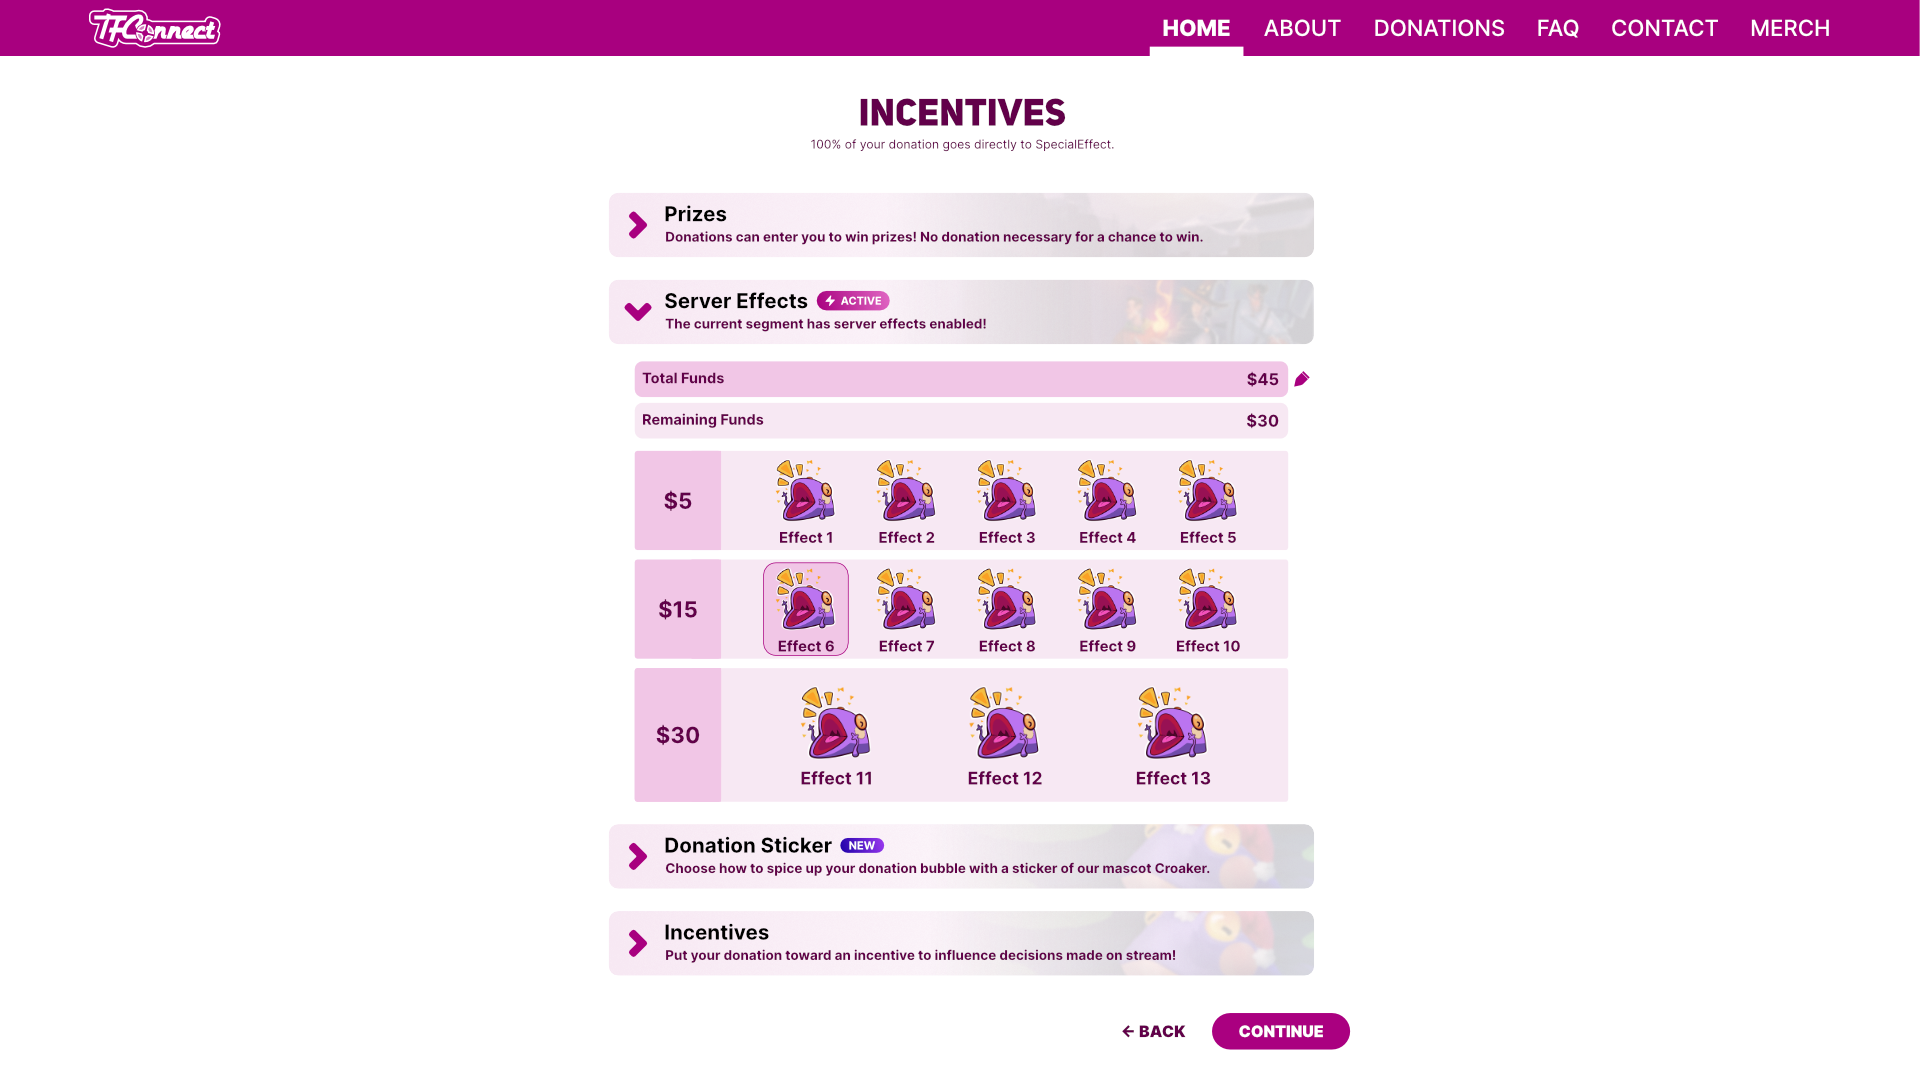 TFConnect
HOME ABOUT DONATIONS FAQ CONTACT MERCH
INCENTIVES
100% of your donation goes directly to SpecialEffect.
Prizes
Donations can enter you to win prizes! No donation necessary for a chance to win.
Server Effects ACTIVE
The current segment has server effects enabled!
Total Funds $45
Remaining Funds $30
$5
Effect 1 Effect 2 Effect 3 Effect 4 Effect 5
$15
Effect 6 Effect 7 Effect 8 Effect 9 Effect 10
$30
Effect 11 Effect 12 Effect 13
Donation Sticker NEW
Choose how to spice up your donation bubble with a sticker of our mascot Croaker.
Incentives
Put your donation toward an incentive to influence decisions made on stream!
← BACK CONTINUE